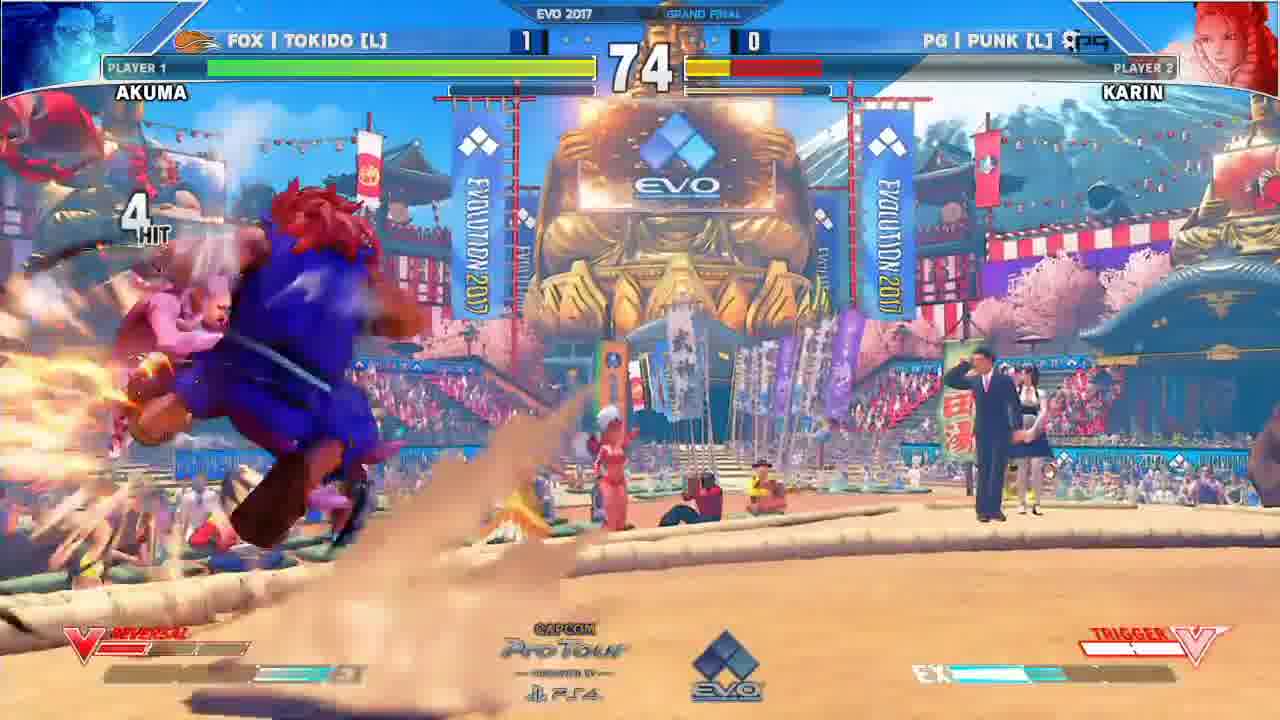 EVO 2017 GRAND FINAL
FOX | TOKIDO [L] 1 0 PG | PUNK [L]
74
PLAYER 1 PLAYER 2
AKUMA KARIN
EVO
EVOLUTION 2017 EVOLUTION 2017
4
HIT
V REVERSAL TRIGGER V
EX
CAPCOM
Pro Tour
PS4
EVO